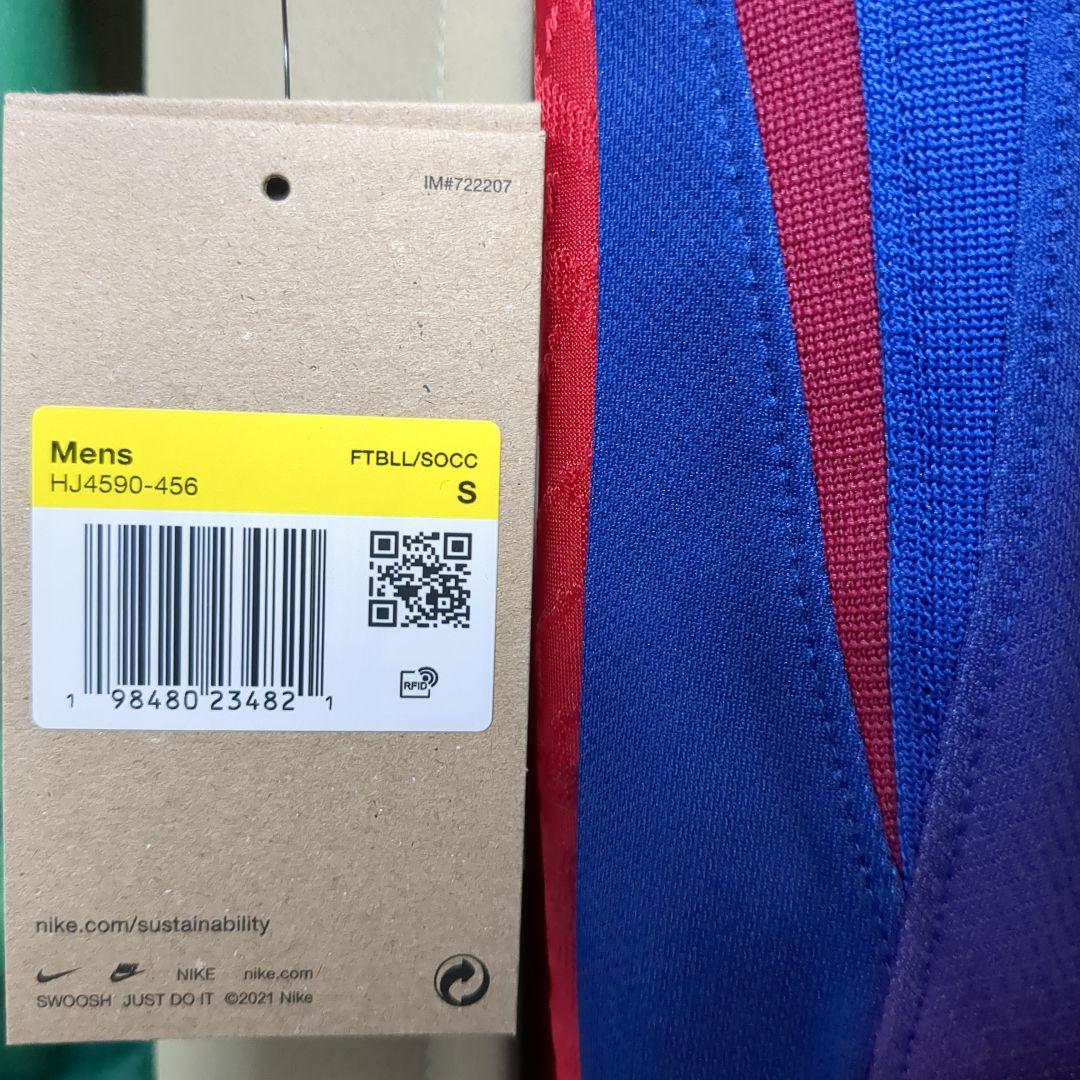 IM#722207
Mens
FTBLL/SOCC
HJ4590-456
S
1 98480 23482 1
RFID
nike.com/sustainability
NIKE nike.com
SWOOSH JUST DO IT ©2021 Nike